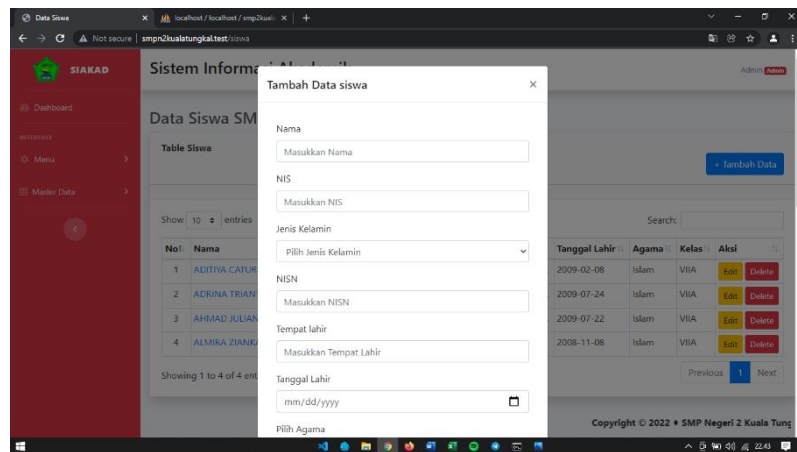 Data Siswa
localhost / localhost / smp2kual
Not secure | smpn2kualatungkal.test/siswa
SIAKAD
Sistem Informa
Admin Admin
Tambah Data siswa
Dashboard
Data Siswa SM
INTERFACE
Menu
Master Data
Table Siswa
+ Tambah Data
Nama
Masukkan Nama
NIS
Masukkan NIS
Jenis Kelamin
Pilih Jenis Kelamin
NISN
Masukkan NISN
Tempat lahir
Masukkan Tempat Lahir
Tanggal Lahir
mm/dd/yyyy
Pilih Agama
Show 10 entries
Search:
No Nama Tanggal Lahir Agama Kelas Aksi
1 ADITIYA CATUR 2009-02-08 Islam VIIA Edit Delete
2 ADRINA TRIAN 2009-07-24 Islam VIIA Edit Delete
3 AHMAD JULIAN 2009-07-22 Islam VIIA Edit Delete
4 ALMIRA ZIANK 2008-11-08 Islam VIIA Edit Delete
Showing 1 to 4 of 4 ent
Previous 1 Next
Copyright © 2022 ♦ SMP Negeri 2 Kuala Tung
22.43